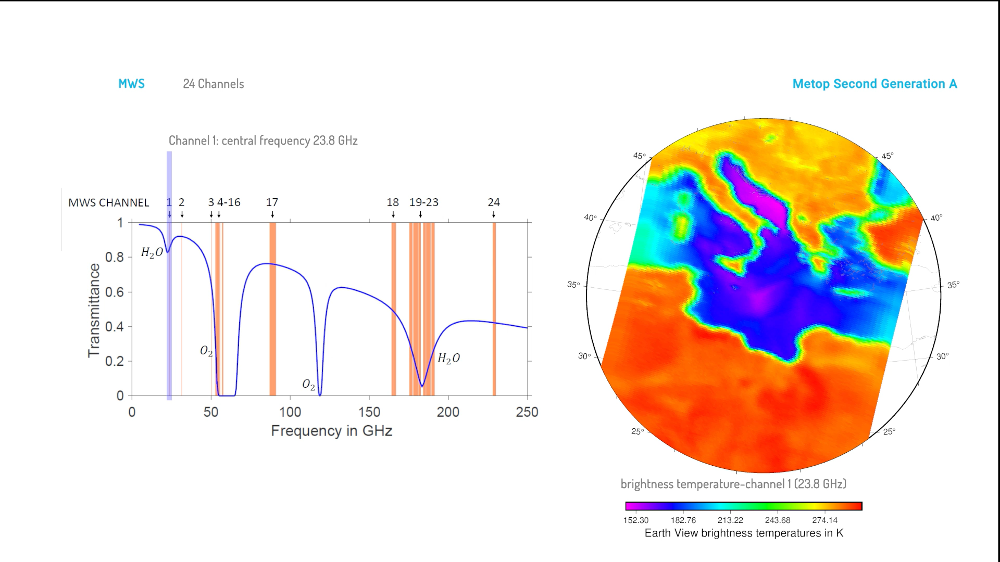 MWS 24 Channels
Metop Second Generation A
Channel 1: central frequency 23.8 GHz
MWS CHANNEL 1 2 3 4-16 17 18 19-23 24
1
0.8
0.6
0.4
0.2
0
Transmittance
H₂O
O₂
O₂
H₂O
0 50 100 150 200 250
Frequency in GHz
45° 45°
40° 40°
35° 35°
30° 30°
25° 25°
brightness temperature-channel 1 (23.8 GHz)
152.30 182.76 213.22 243.68 274.14
Earth View brightness temperatures in K